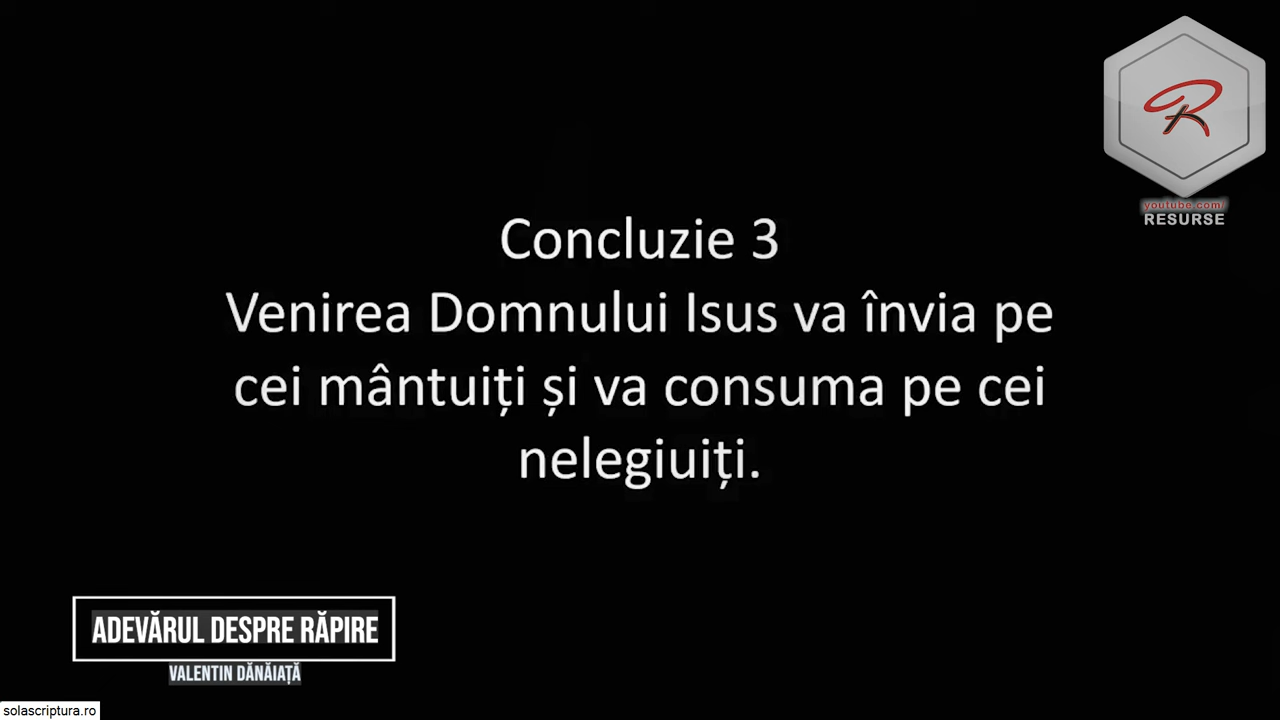 R
youtube.com/
RESURSE
Concluzie 3
Venirea Domnului Isus va învia pe
cei mântuiți și va consuma pe cei
nelegiuiți.
ADEVĂRUL DESPRE RĂPIRE
VALENTIN DĂNĂIAȚĂ
solascriptura.ro